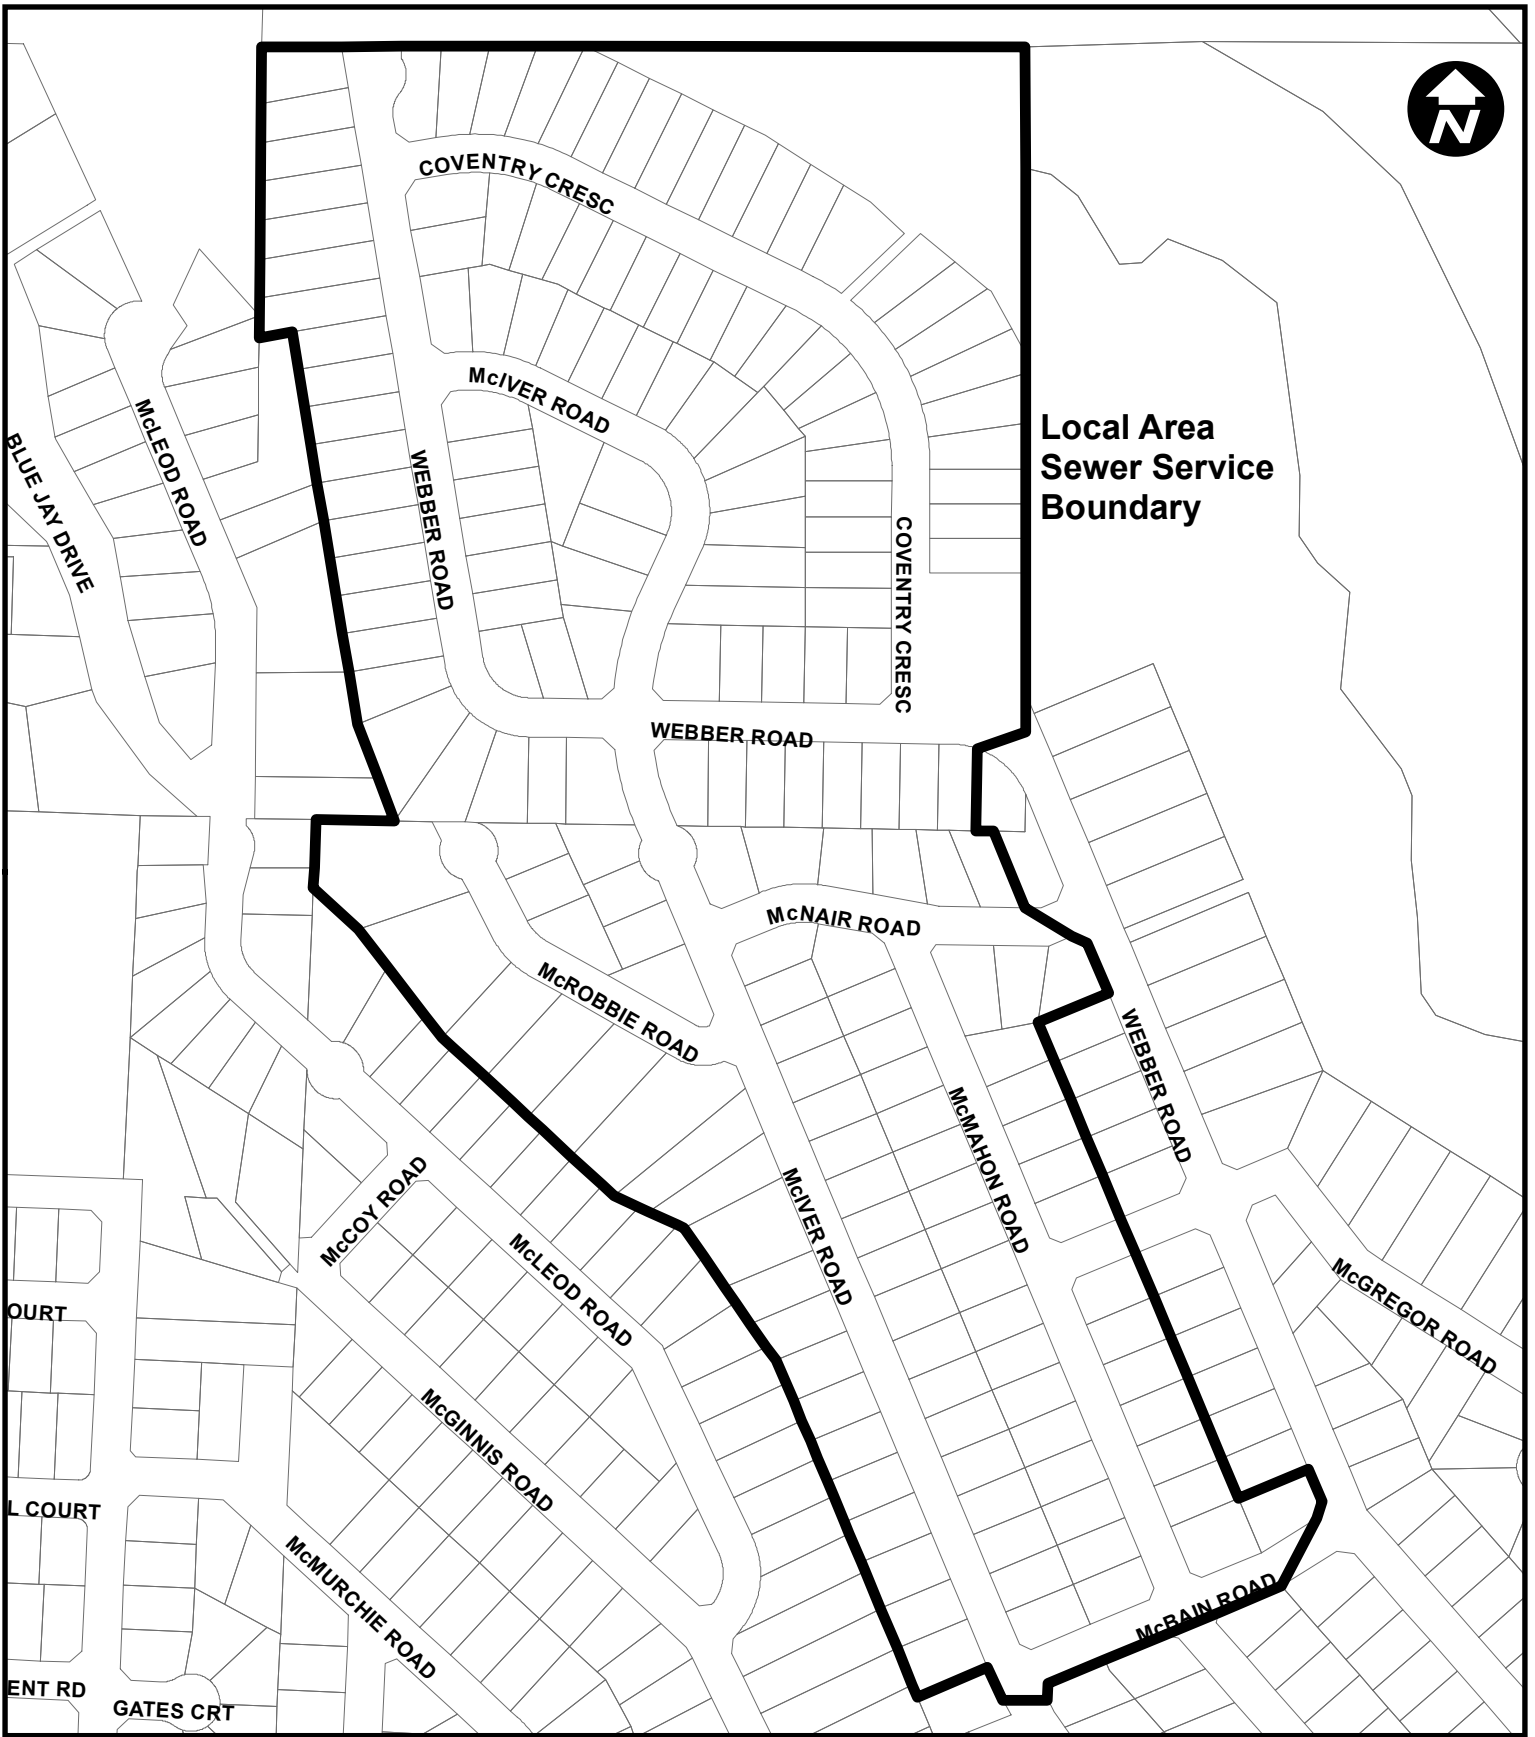 N
COVENTRY CRESC
McIVER ROAD
McLEOD ROAD
Local Area
Sewer Service
Boundary
BLUE JAY DRIVE
WEBBER ROAD
COVENTRY CRESC
WEBBER ROAD
McNAIR ROAD
McROBBIE ROAD
WEBBER ROAD
McMAHON ROAD
McCOY ROAD
McIVER ROAD
McLEOD ROAD
McGREGOR ROAD
OURT
McGINNIS ROAD
L COURT
McMURCHIE ROAD
McBAIN ROAD
ENT RD
GATES CRT